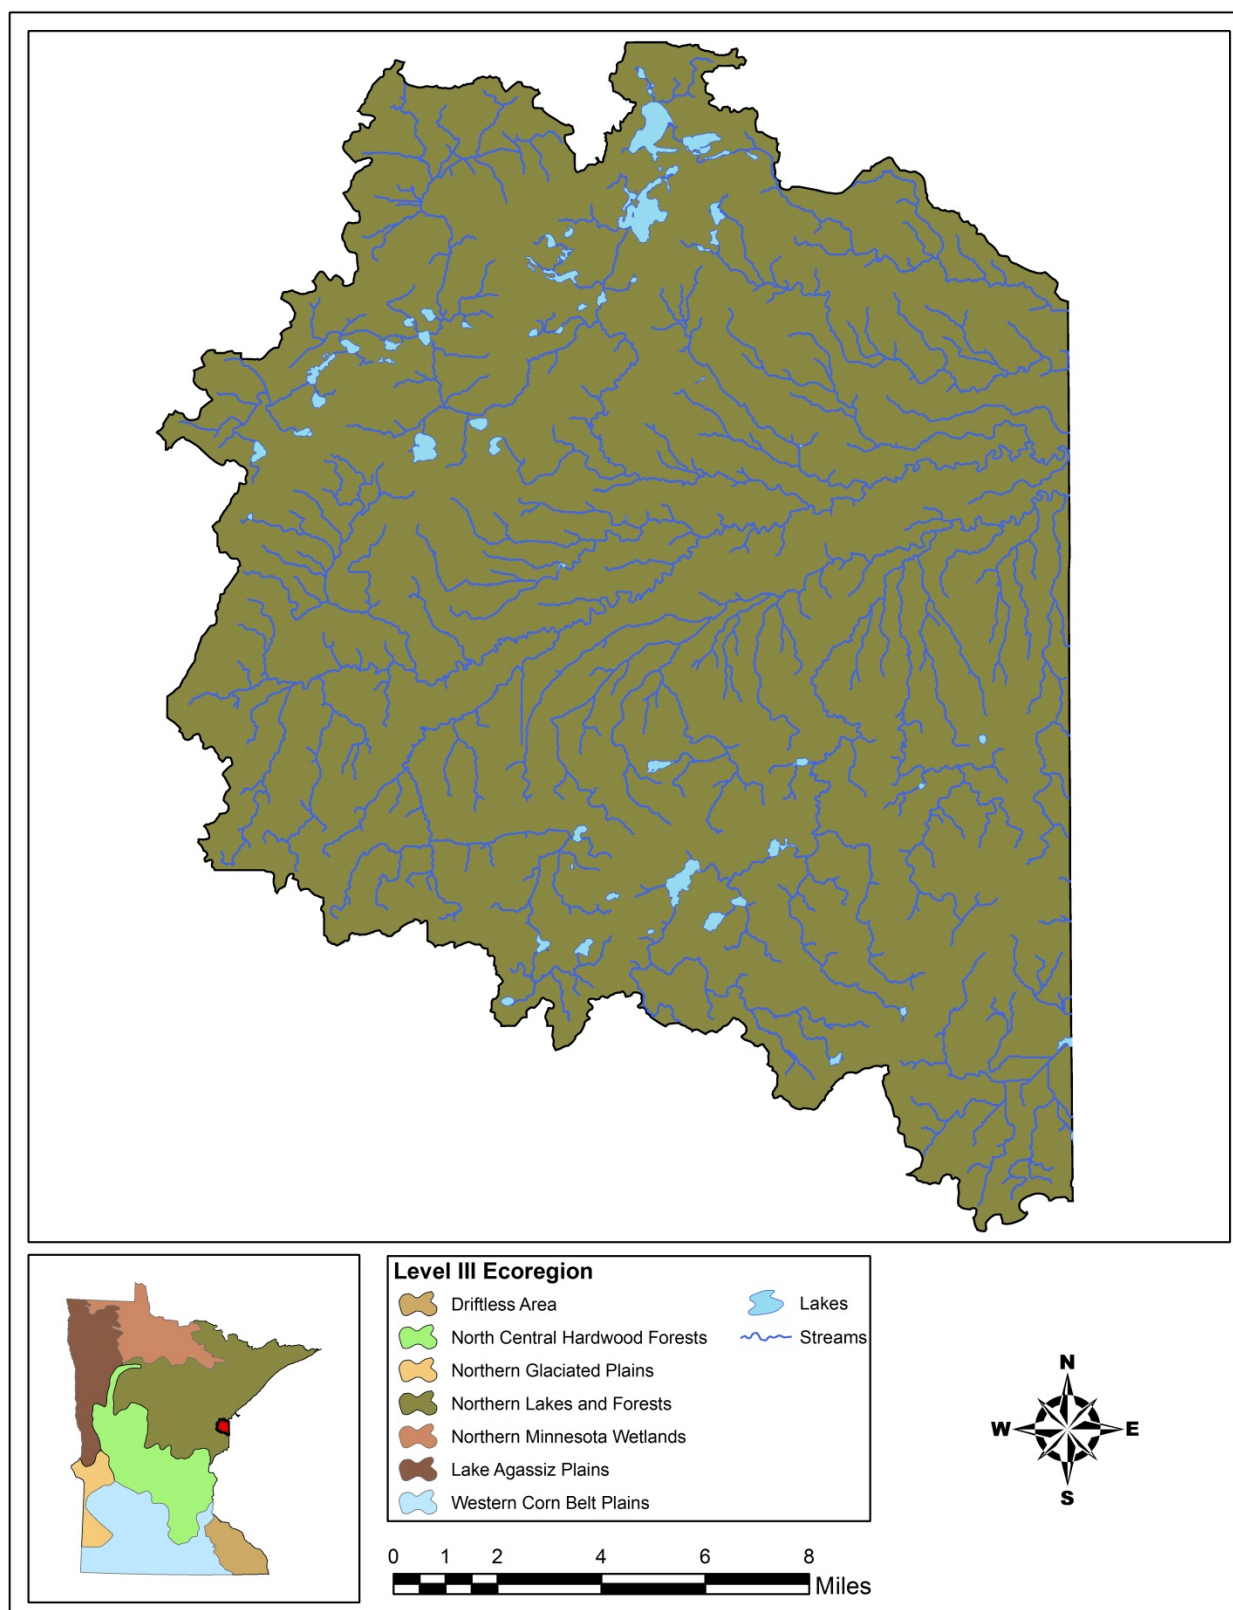 Level III Ecoregion
Driftless Area
North Central Hardwood Forests
Northern Glaciated Plains
Northern Lakes and Forests
Northern Minnesota Wetlands
Lake Agassiz Plains
Western Corn Belt Plains
Lakes
Streams
0 1 2 4 6 8
Miles
N
W E
S